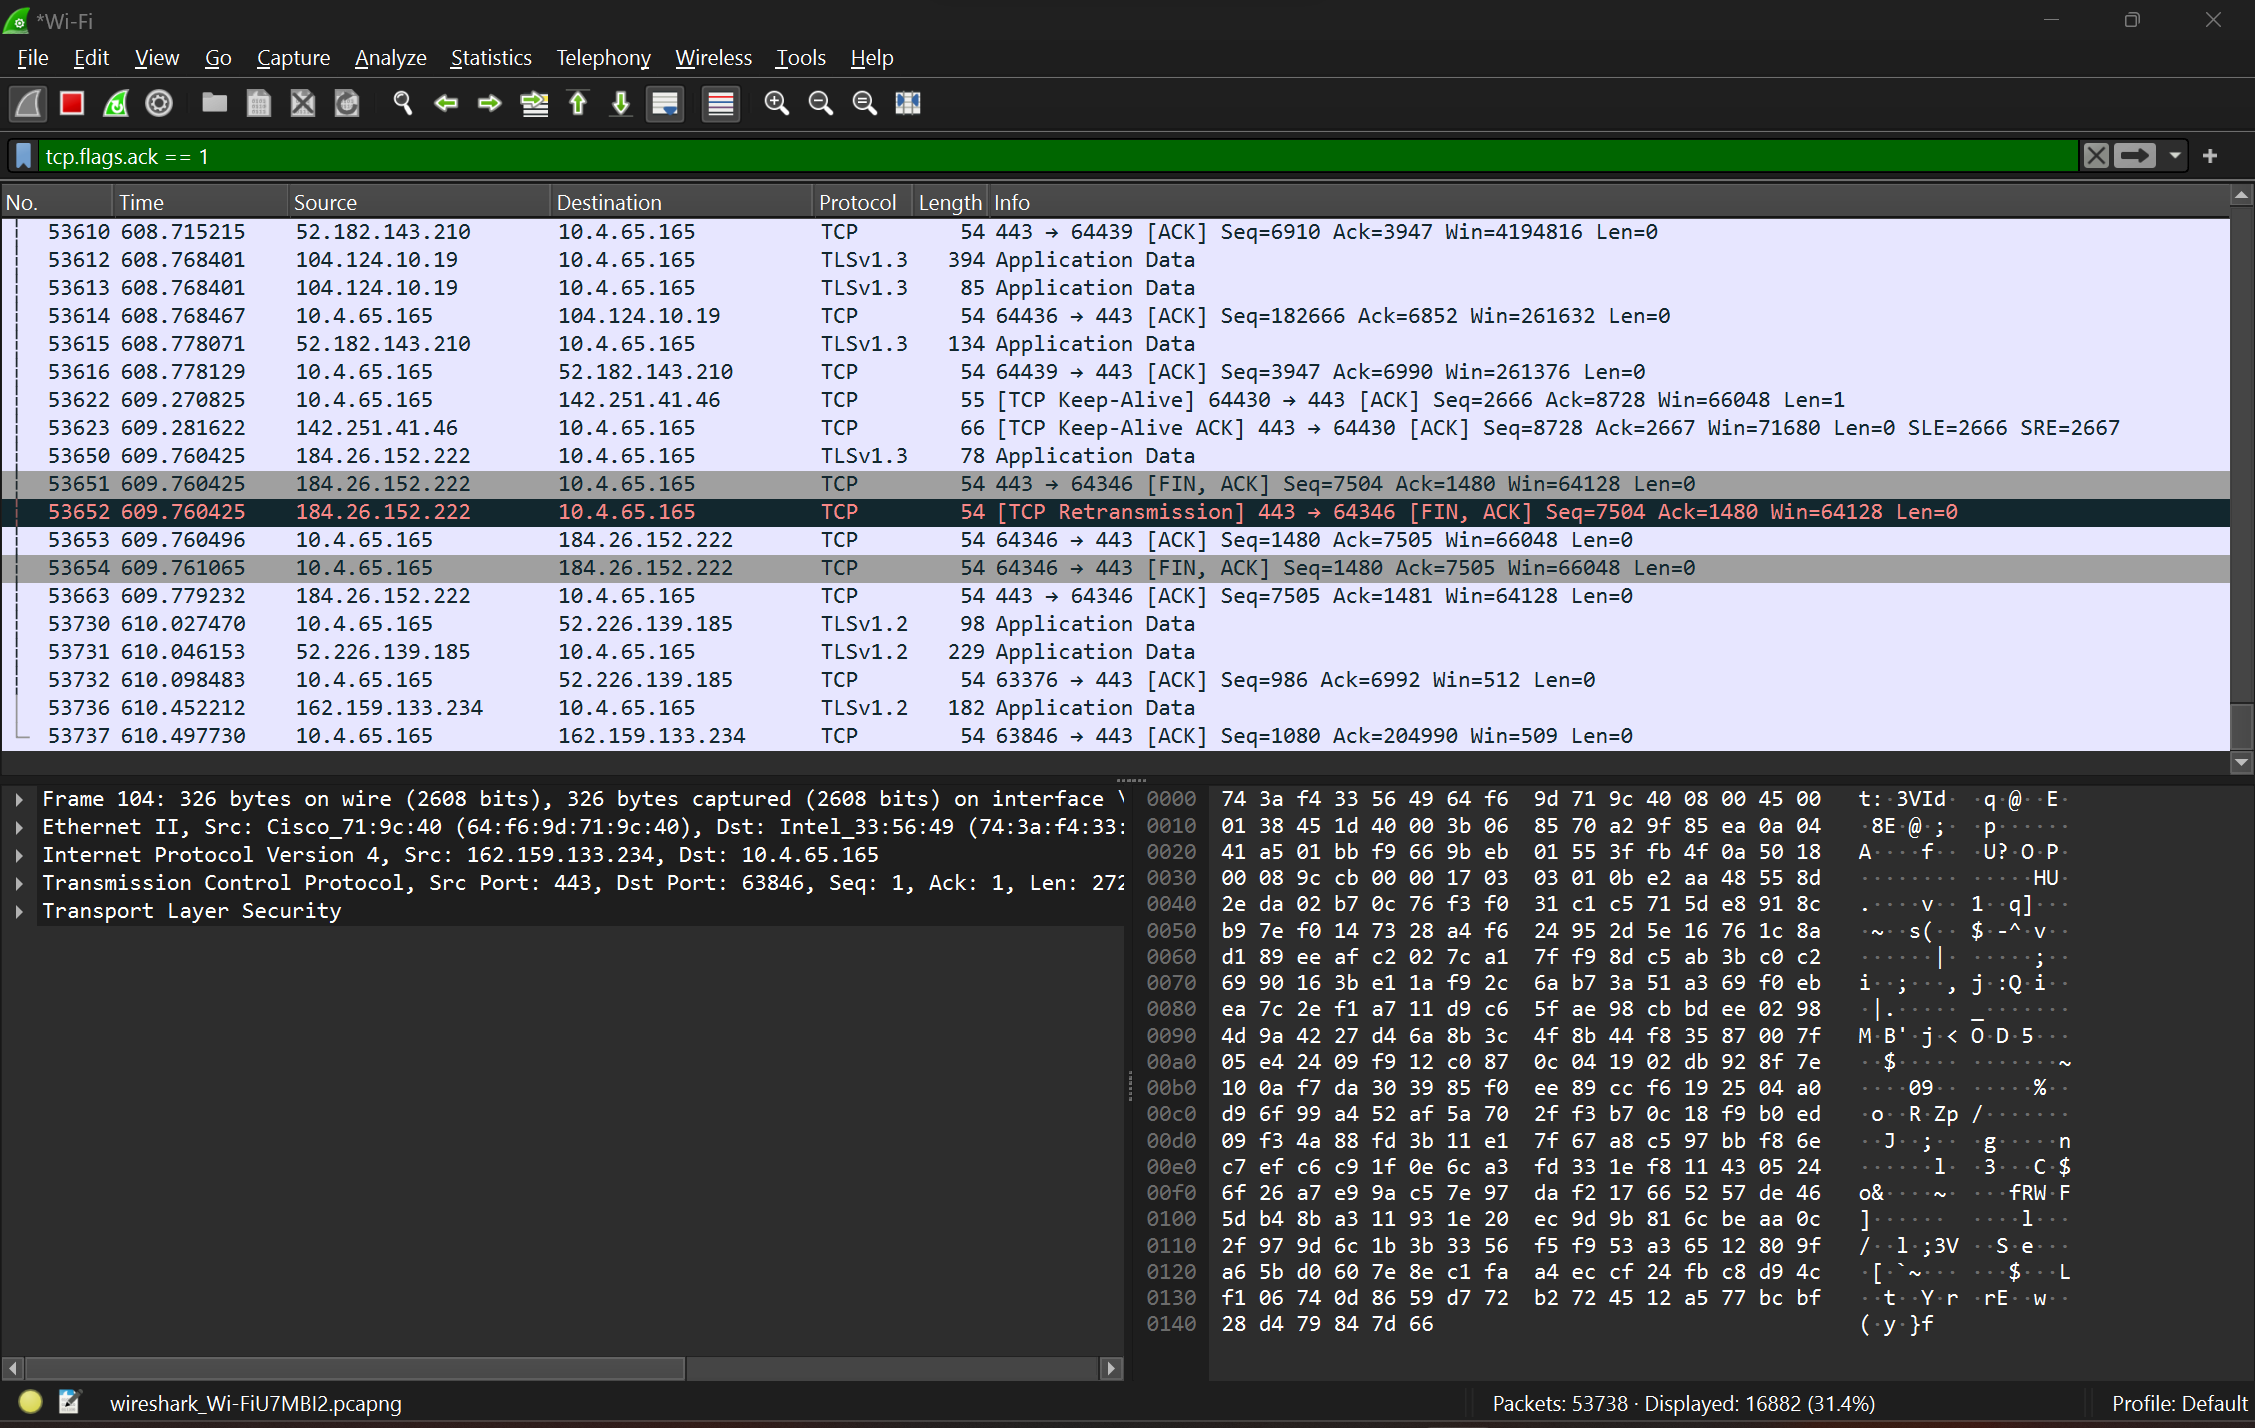 *Wi-Fi
File Edit View Go Capture Analyze Statistics Telephony Wireless Tools Help
tcp.flags.ack == 1
No. Time Source Destination Protocol Length Info
53610 608.715215 52.182.143.210 10.4.65.165 TCP 54 443 → 64439 [ACK] Seq=6910 Ack=3947 Win=4194816 Len=0
53612 608.768401 104.124.10.19 10.4.65.165 TLSv1.3 394 Application Data
53613 608.768401 104.124.10.19 10.4.65.165 TLSv1.3 85 Application Data
53614 608.768467 10.4.65.165 104.124.10.19 TCP 54 64436 → 443 [ACK] Seq=182666 Ack=6852 Win=261632 Len=0
53615 608.778071 52.182.143.210 10.4.65.165 TLSv1.3 134 Application Data
53616 608.778129 10.4.65.165 52.182.143.210 TCP 54 64439 → 443 [ACK] Seq=3947 Ack=6990 Win=261376 Len=0
53622 609.270825 10.4.65.165 142.251.41.46 TCP 55 [TCP Keep-Alive] 64430 → 443 [ACK] Seq=2666 Ack=8728 Win=66048 Len=1
53623 609.281622 142.251.41.46 10.4.65.165 TCP 66 [TCP Keep-Alive ACK] 443 → 64430 [ACK] Seq=8728 Ack=2667 Win=71680 Len=0 SLE=2666 SRE=2667
53650 609.760425 184.26.152.222 10.4.65.165 TLSv1.3 78 Application Data
53651 609.760425 184.26.152.222 10.4.65.165 TCP 54 443 → 64346 [FIN, ACK] Seq=7504 Ack=1480 Win=64128 Len=0
53652 609.760425 184.26.152.222 10.4.65.165 TCP 54 [TCP Retransmission] 443 → 64346 [FIN, ACK] Seq=7504 Ack=1480 Win=64128 Len=0
53653 609.760496 10.4.65.165 184.26.152.222 TCP 54 64346 → 443 [ACK] Seq=1480 Ack=7505 Win=66048 Len=0
53654 609.761065 10.4.65.165 184.26.152.222 TCP 54 64346 → 443 [FIN, ACK] Seq=1480 Ack=7505 Win=66048 Len=0
53663 609.779232 184.26.152.222 10.4.65.165 TCP 54 443 → 64346 [ACK] Seq=7505 Ack=1481 Win=64128 Len=0
53730 610.027470 10.4.65.165 52.226.139.185 TLSv1.2 98 Application Data
53731 610.046153 52.226.139.185 10.4.65.165 TLSv1.2 229 Application Data
53732 610.098483 10.4.65.165 52.226.139.185 TCP 54 63376 → 443 [ACK] Seq=986 Ack=6992 Win=512 Len=0
53736 610.452212 162.159.133.234 10.4.65.165 TLSv1.2 182 Application Data
53737 610.497730 10.4.65.165 162.159.133.234 TCP 54 63846 → 443 [ACK] Seq=1080 Ack=204990 Win=509 Len=0
Frame 104: 326 bytes on wire (2608 bits), 326 bytes captured (2608 bits) on interface \
Ethernet II, Src: Cisco_71:9c:40 (64:f6:9d:71:9c:40), Dst: Intel_33:56:49 (74:3a:f4:33:
Internet Protocol Version 4, Src: 162.159.133.234, Dst: 10.4.65.165
Transmission Control Protocol, Src Port: 443, Dst Port: 63846, Seq: 1, Ack: 1, Len: 272
Transport Layer Security
0000 74 3a f4 33 56 49 64 f6 9d 71 9c 40 08 00 45 00 t:·3VId· ·q·@··E·
0010 01 38 45 1d 40 00 3b 06 85 70 a2 9f 85 ea 0a 04 ·8E·@·;· ·p······
0020 41 a5 01 bb f9 66 9b eb 01 55 3f fb 4f 0a 50 18 A····f·· ·U?·O·P·
0030 00 08 9c cb 00 00 17 03 03 01 0b e2 aa 48 55 8d ········ ·····HU·
0040 2e da 02 b7 0c 76 f3 f0 31 c1 c5 71 5d e8 91 8c .····v·· 1··q]···
0050 b9 7e f0 14 73 28 a4 f6 24 95 2d 5e 16 76 1c 8a ·~··s(·· $·-^·v··
0060 d1 89 ee af c2 02 7c a1 7f f9 8d c5 ab 3b c0 c2 ······|· ·····;··
0070 69 90 16 3b e1 1a f9 2c 6a b7 3a 51 a3 69 f0 eb i··;···, j·:Q·i··
0080 ea 7c 2e f1 a7 11 d9 c6 5f ae 98 cb bd ee 02 98 ·|.····· _·······
0090 4d 9a 42 27 d4 6a 8b 3c 4f 8b 44 f8 35 87 00 7f M·B'·j·< O·D·5···
00a0 05 e4 24 09 f9 12 c0 87 0c 04 19 02 db 92 8f 7e ··$····· ·······~
00b0 10 0a f7 da 30 39 85 f0 ee 89 cc f6 19 25 04 a0 ····09·· ·····%··
00c0 d9 6f 99 a4 52 af 5a 70 2f f3 b7 0c 18 f9 b0 ed ·o··R·Zp /·······
00d0 09 f3 4a 88 fd 3b 11 e1 7f 67 a8 c5 97 bb f8 6e ··J··;·· ·g·····n
00e0 c7 ef c6 c9 1f 0e 6c a3 fd 33 1e f8 11 43 05 24 ······l· ·3···C·$
00f0 6f 26 a7 e9 9a c5 7e 97 da f2 17 66 52 57 de 46 o&····~· ···fRW·F
0100 5d b4 8b a3 11 93 1e 20 ec 9d 9b 81 6c be aa 0c ]······  ····l···
0110 2f 97 9d 6c 1b 3b 33 56 f5 f9 53 a3 65 12 80 9f /··l·;3V ··S·e···
0120 a6 5b d0 60 7e 8e c1 fa a4 ec cf 24 fb c8 d9 4c ·[·`~··· ···$···L
0130 f1 06 74 0d 86 59 d7 72 b2 72 45 12 a5 77 bc bf ··t··Y·r ·rE··w··
0140 28 d4 79 84 7d 66 (·y·}f
wireshark_Wi-FiU7MBI2.pcapng Packets: 53738 · Displayed: 16882 (31.4%) Profile: Default